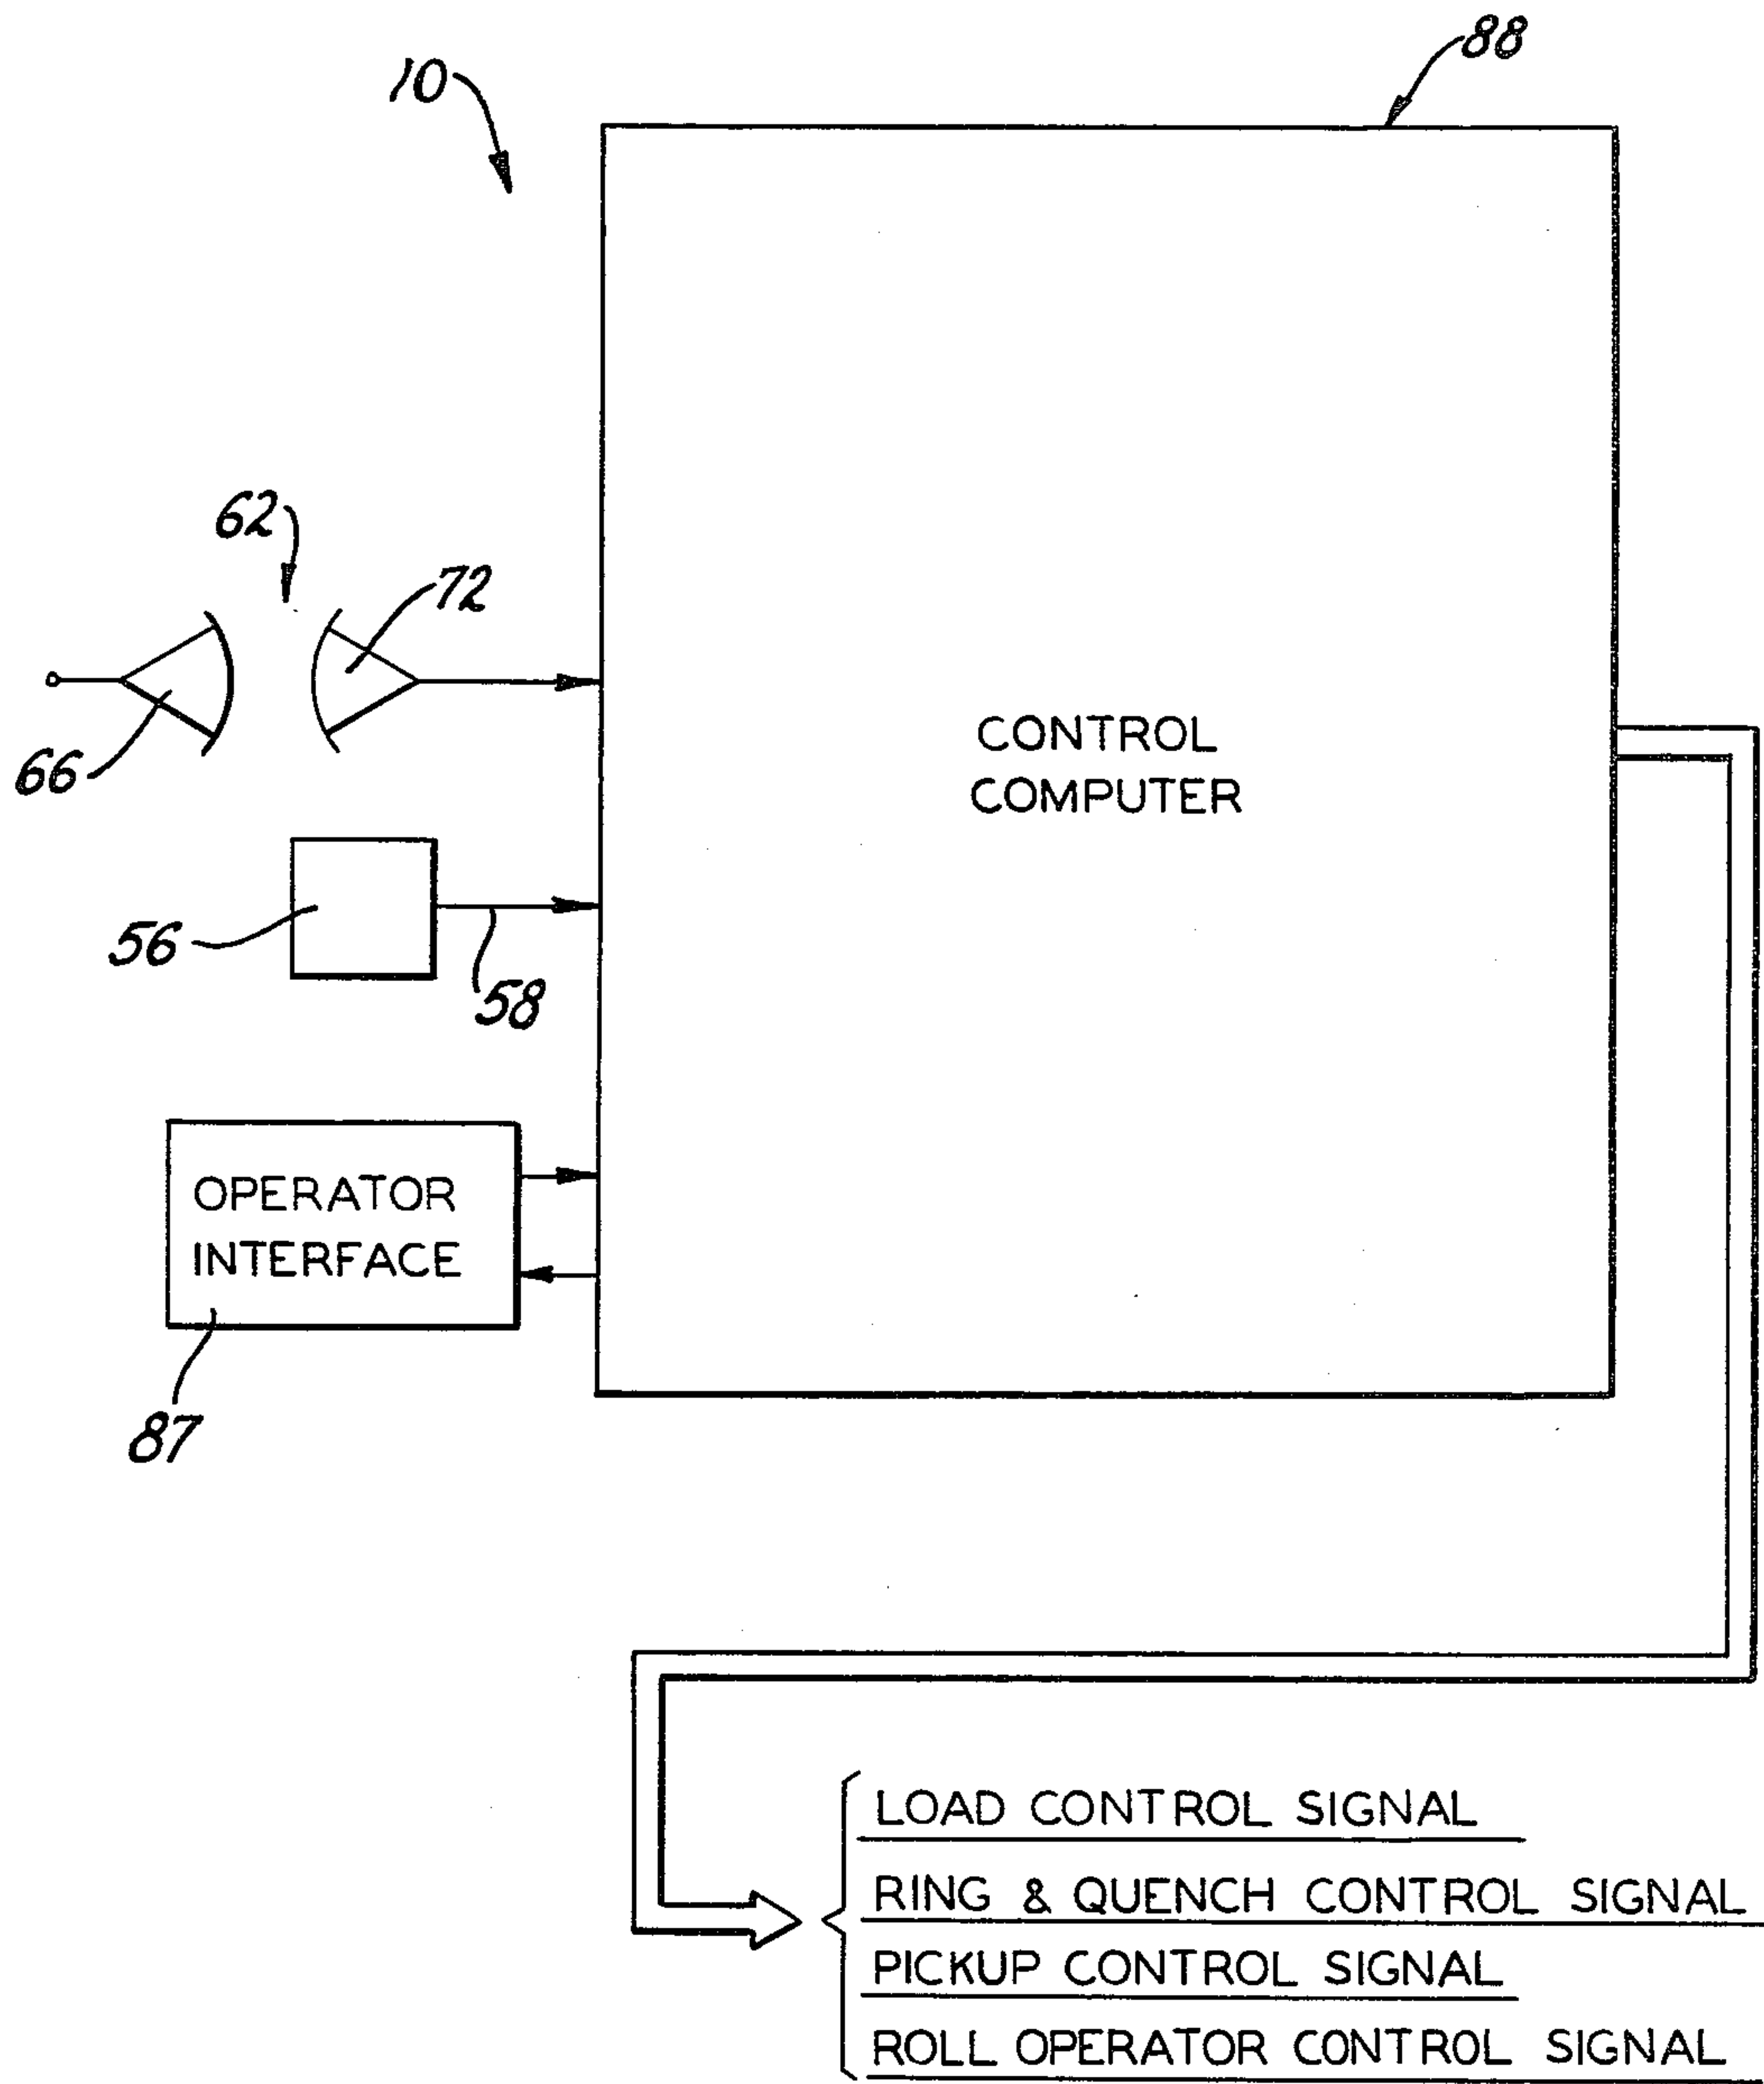 88
10
62
72
66
CONTROL
COMPUTER
56
58
OPERATOR
INTERFACE
87
LOAD CONTROL SIGNAL
RING & QUENCH CONTROL SIGNAL
PICKUP CONTROL SIGNAL
ROLL OPERATOR CONTROL SIGNAL